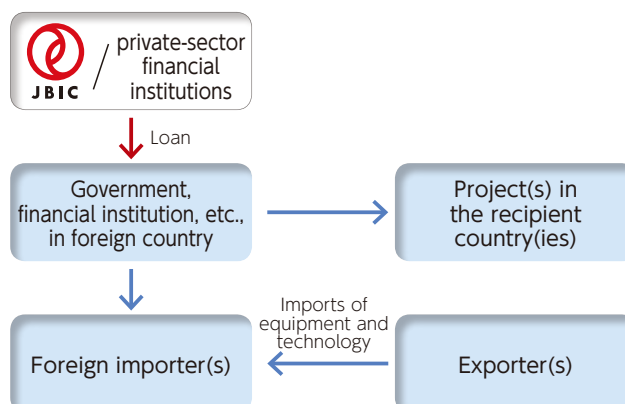 private-sector
financial
institutions
JBIC
Loan
Government,
financial institution, etc.,
in foreign country
Project(s) in
the recipient
country(ies)
Imports of
equipment and
technology
Foreign importer(s)
Exporter(s)